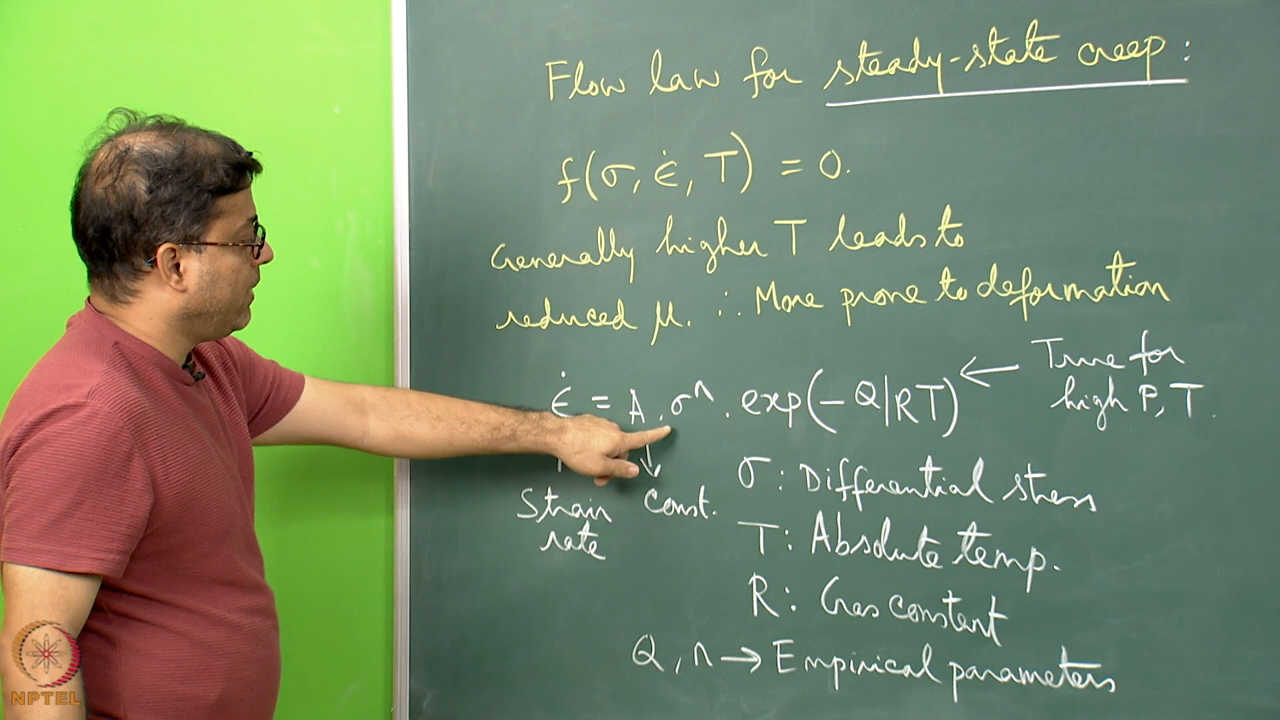 Flow law for steady-state creep:
f(σ, ε̇, T) = 0.
Generally higher T leads to
reduced μ. ∴ More prone to deformation
ε̇ = A . σⁿ . exp(-Q/RT) ← True for
high P, T.
Strain rate
Const.
σ: Differential stress
T: Absolute temp.
R: Gas constant
Q, n → Empirical parameters
NPTEL